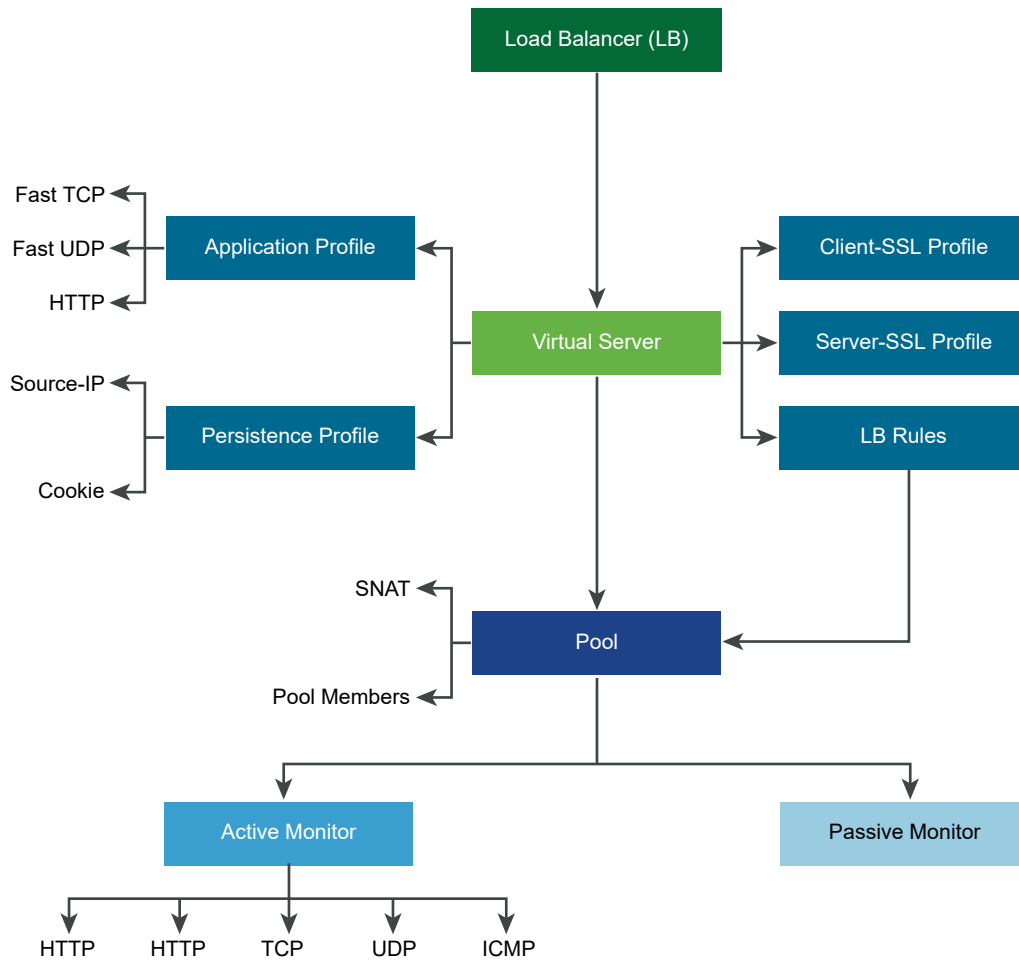 Load Balancer (LB)
Fast TCP
Fast UDP
HTTP
Application Profile
Client-SSL Profile
Virtual Server
Server-SSL Profile
Source-IP
Cookie
Persistence Profile
LB Rules
SNAT
Pool Members
Pool
Active Monitor
Passive Monitor
HTTP
HTTP
TCP
UDP
ICMP